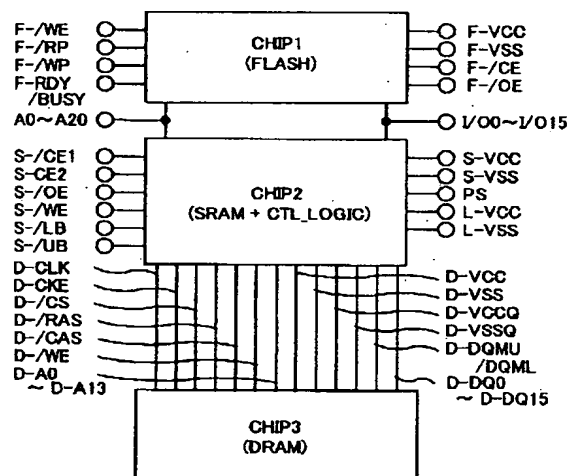 F-/WE
F-/RP
F-/WP
F-RDY
/BUSY
A0~A20
CHIP1
(FLASH)
F-VCC
F-VSS
F-/CE
F-/OE
I/O0~I/O15
S-/CE1
S-CE2
S-/OE
S-/WE
S-/LB
S-/UB
CHIP2
(SRAM + CTL_LOGIC)
S-VCC
S-VSS
PS
L-VCC
L-VSS
D-CLK
D-CKE
D-/CS
D-/RAS
D-/CAS
D-/WE
D-A0
~ D-A13
D-VCC
D-VSS
D-VCCQ
D-VSSQ
D-DQMU
/DQML
D-DQ0
~ D-DQ15
CHIP3
(DRAM)